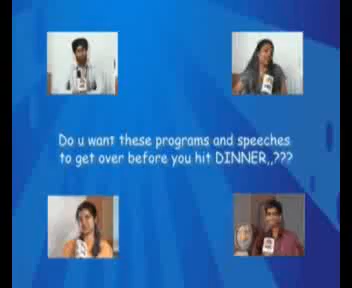 Do u want these programs and speeches
to get over before you hit DINNER,,???